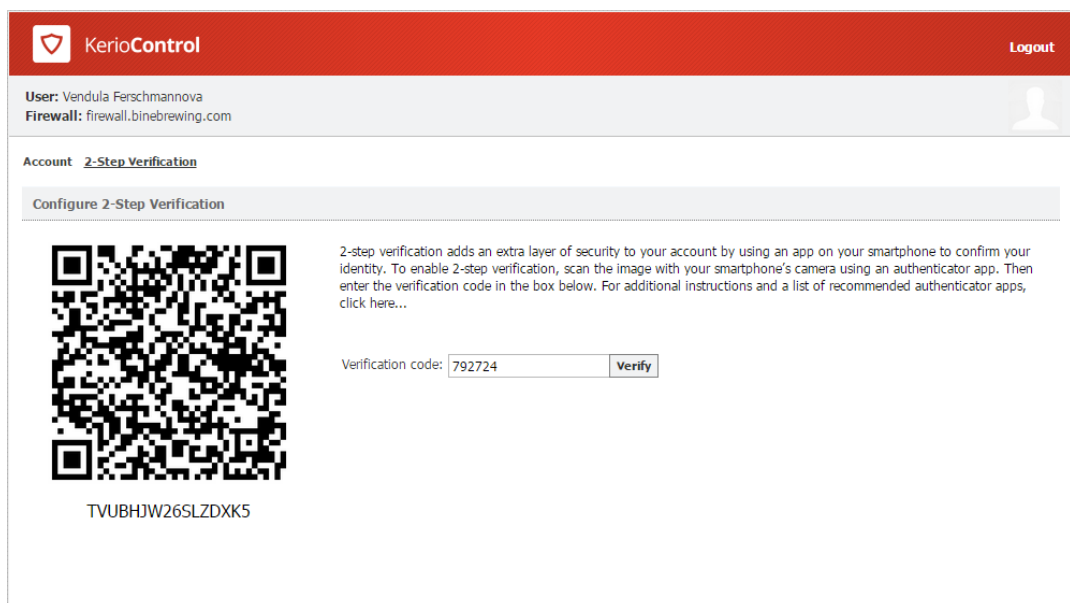 KerioControl
Logout
User: Vendula Ferschmannova
Firewall: firewall.binebrewing.com
Account 2-Step Verification
Configure 2-Step Verification
2-step verification adds an extra layer of security to your account by using an app on your smartphone to confirm your
identity. To enable 2-step verification, scan the image with your smartphone's camera using an authenticator app. Then
enter the verification code in the box below. For additional instructions and a list of recommended authenticator apps,
click here...
Verification code: 792724 Verify
TVUBHJW26SLZDXK5